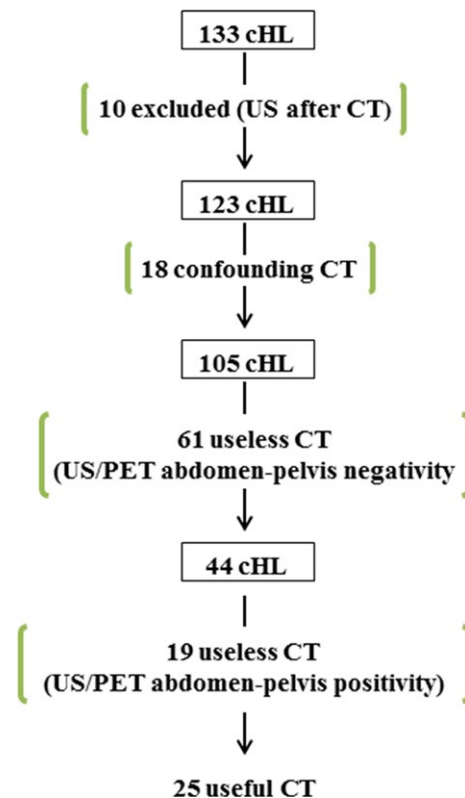 133 cHL
10 excluded (US after CT)
123 cHL
18 confounding CT
105 cHL
61 useless CT
(US/PET abdomen-pelvis negativity
44 cHL
19 useless CT
(US/PET abdomen-pelvis positivity)
25 useful CT